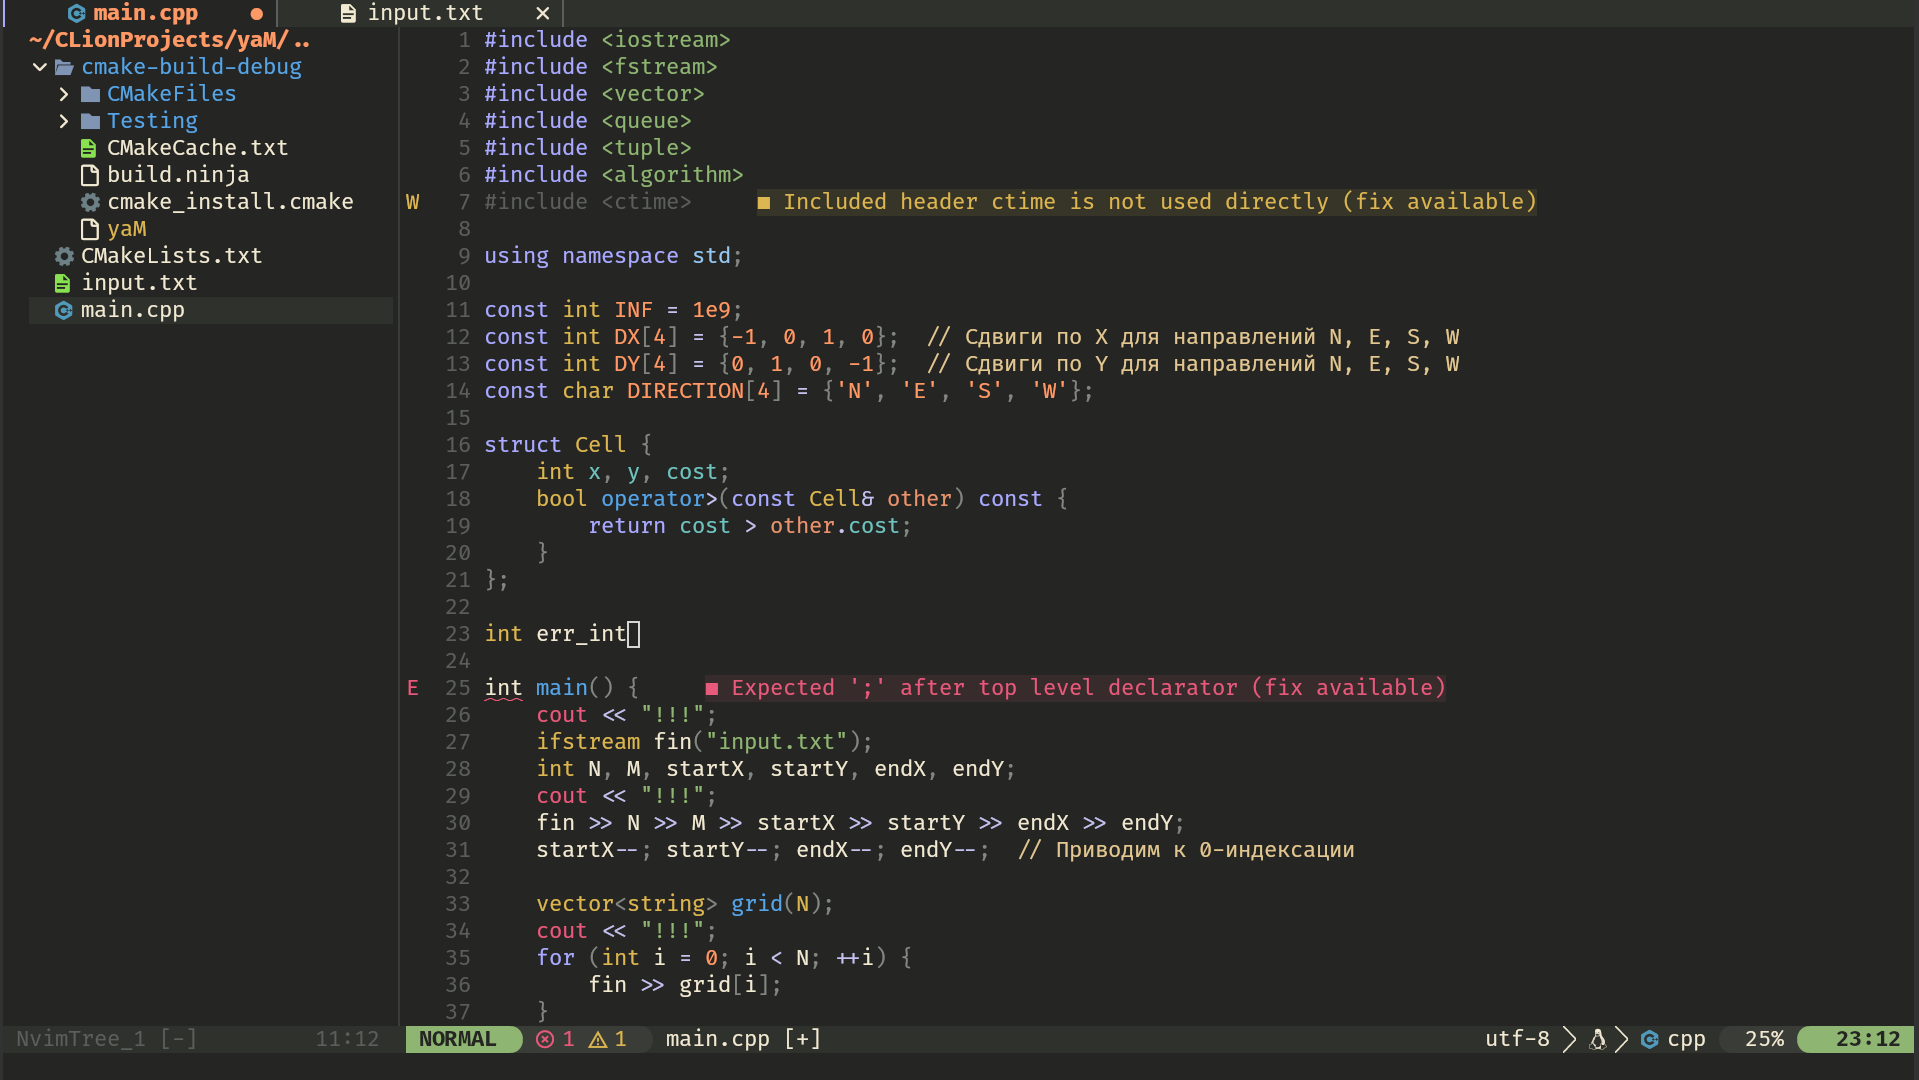 main.cpp ●
input.txt ✕
~/CLionProjects/yaM/..
cmake-build-debug
CMakeFiles
Testing
CMakeCache.txt
build.ninja
cmake_install.cmake
yaM
CMakeLists.txt
input.txt
main.cpp
1 #include <iostream>
2 #include <fstream>
3 #include <vector>
4 #include <queue>
5 #include <tuple>
6 #include <algorithm>
W 7 #include <ctime>     ■ Included header ctime is not used directly (fix available)
8
9 using namespace std;
10
11 const int INF = 1e9;
12 const int DX[4] = {-1, 0, 1, 0};  // Сдвиги по X для направлений N, E, S, W
13 const int DY[4] = {0, 1, 0, -1};  // Сдвиги по Y для направлений N, E, S, W
14 const char DIRECTION[4] = {'N', 'E', 'S', 'W'};
15
16 struct Cell {
17     int x, y, cost;
18     bool operator>(const Cell& other) const {
19         return cost > other.cost;
20     }
21 };
22
23 int err_int
24
E 25 int main() {     ■ Expected ';' after top level declarator (fix available)
26     cout << "!!!";
27     ifstream fin("input.txt");
28     int N, M, startX, startY, endX, endY;
29     cout << "!!!";
30     fin >> N >> M >> startX >> startY >> endX >> endY;
31     startX--; startY--; endX--; endY--;  // Приводим к 0-индексации
32
33     vector<string> grid(N);
34     cout << "!!!";
35     for (int i = 0; i < N; ++i) {
36         fin >> grid[i];
37     }
NvimTree_1 [-] 11:12 NORMAL 1 1 main.cpp [+] utf-8 cpp 25% 23:12